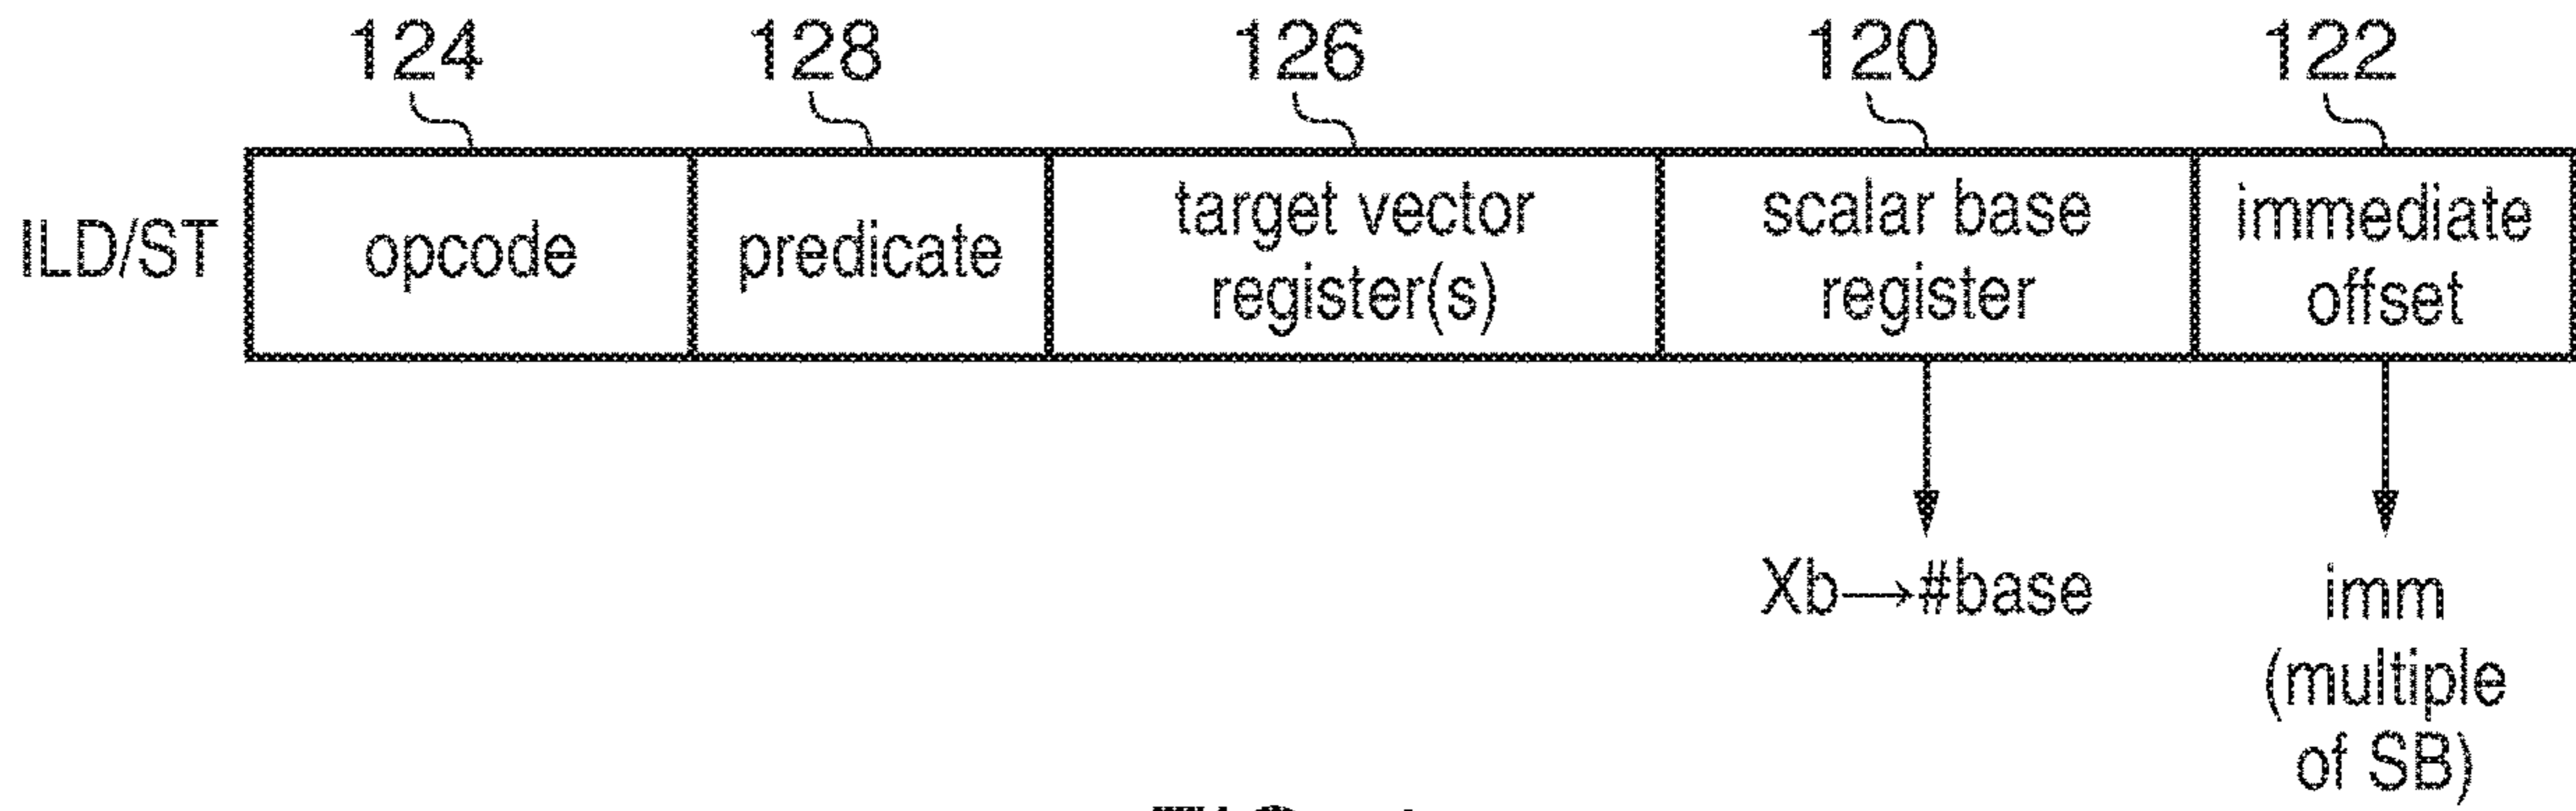 124 128 126 120 122
ILD/ST opcode predicate target vector register(s) scalar base register immediate offset
Xb→#base
imm
(multiple
of SB)